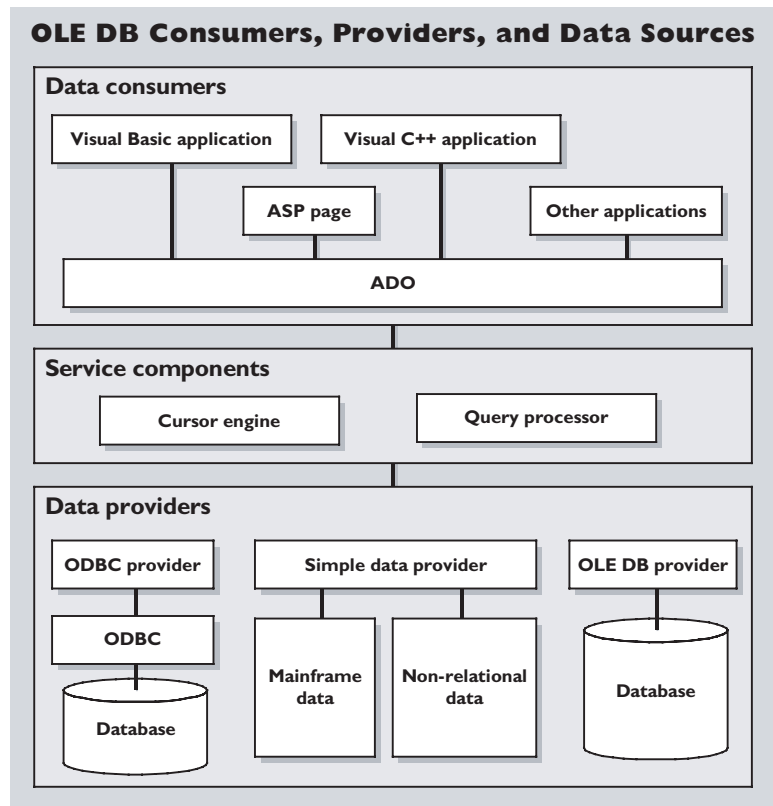 OLE DB Consumers, Providers, and Data Sources
Data consumers
Visual Basic application
Visual C++ application
ASP page
Other applications
ADO
Service components
Cursor engine
Query processor
Data providers
ODBC provider
Simple data provider
OLE DB provider
ODBC
Mainframe
data
Non-relational
data
Database
Database